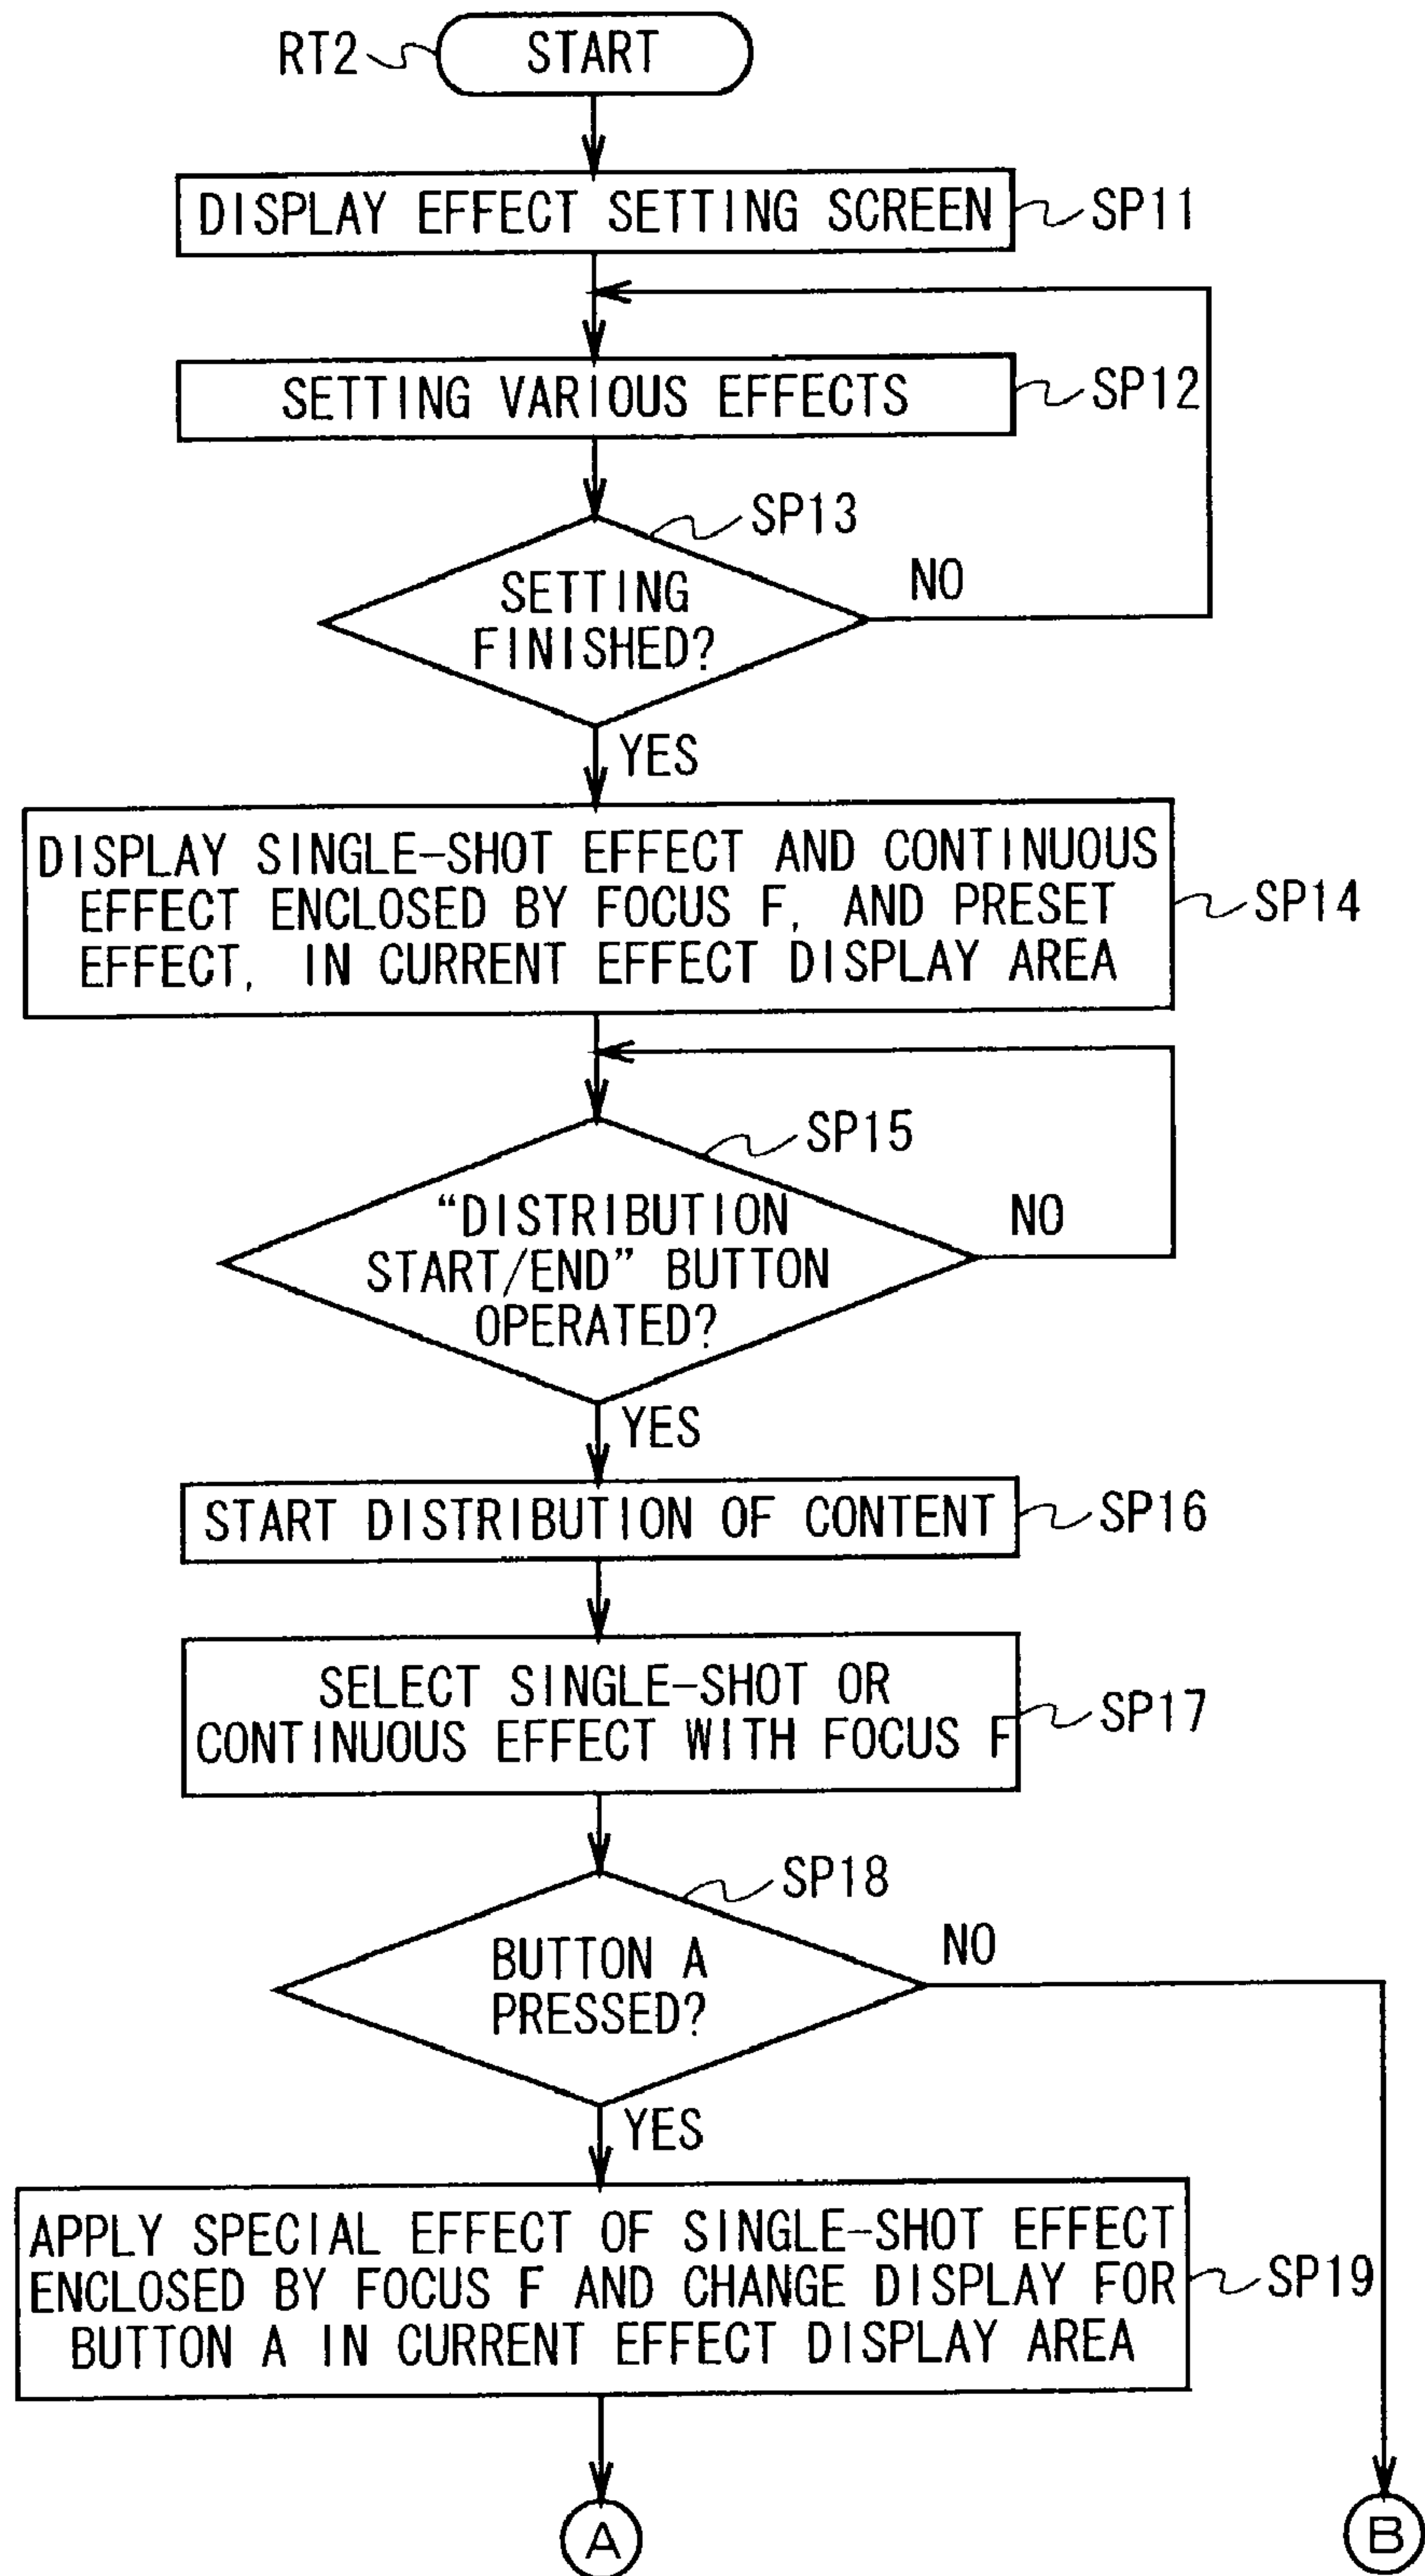 RT2
START
DISPLAY EFFECT SETTING SCREEN
SP11
SETTING VARIOUS EFFECTS
SP12
SP13
SETTING
FINISHED?
NO
YES
DISPLAY SINGLE-SHOT EFFECT AND CONTINUOUS
EFFECT ENCLOSED BY FOCUS F, AND PRESET
EFFECT, IN CURRENT EFFECT DISPLAY AREA
SP14
SP15
“DISTRIBUTION
START/END” BUTTON
OPERATED?
NO
YES
START DISTRIBUTION OF CONTENT
SP16
SELECT SINGLE-SHOT OR
CONTINUOUS EFFECT WITH FOCUS F
SP17
SP18
BUTTON A
PRESSED?
NO
YES
APPLY SPECIAL EFFECT OF SINGLE-SHOT EFFECT
ENCLOSED BY FOCUS F AND CHANGE DISPLAY FOR
BUTTON A IN CURRENT EFFECT DISPLAY AREA
SP19
A
B